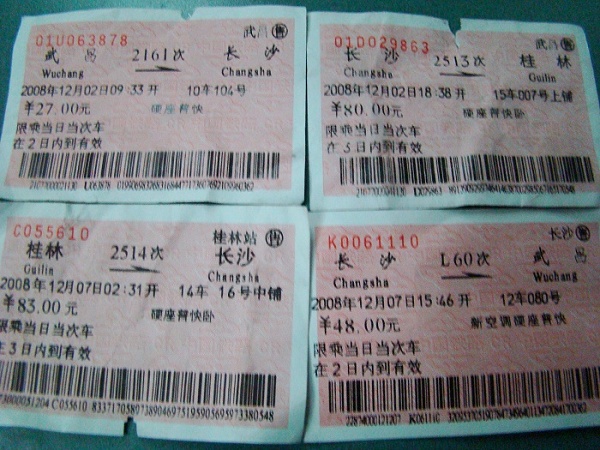 01U063878 武昌 售
武昌 2161次 长沙
Wuchang Changsha
2008年12月02日09:33开 10车104号
¥27.00元 硬座普快
限乘当日当次车
在2日内到有效
01D029863 武昌 售
长沙 2513次 桂林
Changsha Guilin
2008年12月02日18:38开 15车007号上铺
¥80.00元 硬座普快卧
限乘当日当次车
在3日内到有效
C055610 桂林站 售
桂林 2514次 长沙
Guilin Changsha
2008年12月07日02:31开 14车 16号中铺
¥83.00元 硬座普快卧
限乘当日当次车
在3日内到有效
K0061110 长沙 售
长沙 L60次 武昌
Changsha Wuchang
2008年12月07日15:46开 12车080号
¥48.00元 新空调硬座普快
限乘当日当次车
在2日内到有效